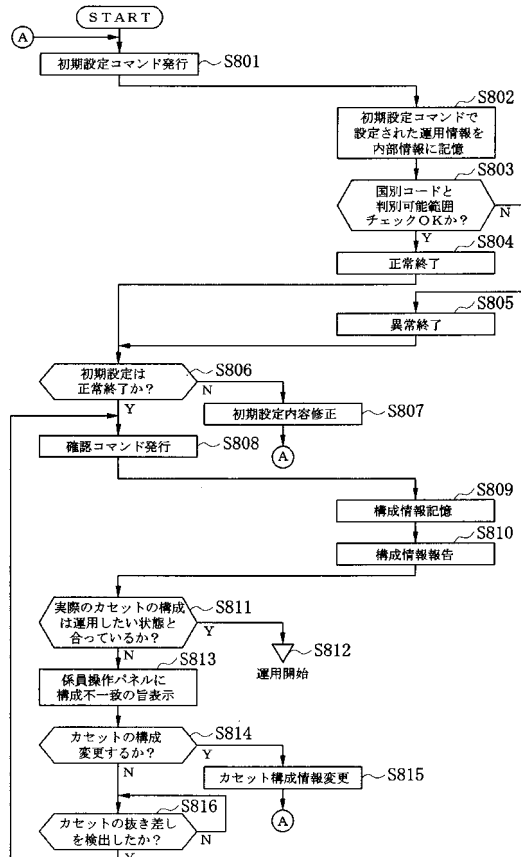 START
A
初期設定コマンド発行
S801
S802
初期設定コマンドで
設定された運用情報を
内部情報に記憶
S803
国別コードと
判別可能範囲
チェックOKか?
N
Y
S804
正常終了
S805
異常終了
初期設定は
正常終了か?
S806
N
Y
初期設定内容修正
S807
A
確認コマンド発行
S808
S809
構成情報記憶
S810
構成情報報告
実際のカセットの構成
は運用したい状態と
合っているか?
S811
Y
N
S812
運用開始
S813
係員操作パネルに
構成不一致の旨表示
カセットの構成
変更するか?
S814
Y
N
カセット構成情報変更
S815
A
S816
カセットの抜き差し
を検出したか?
N
Y